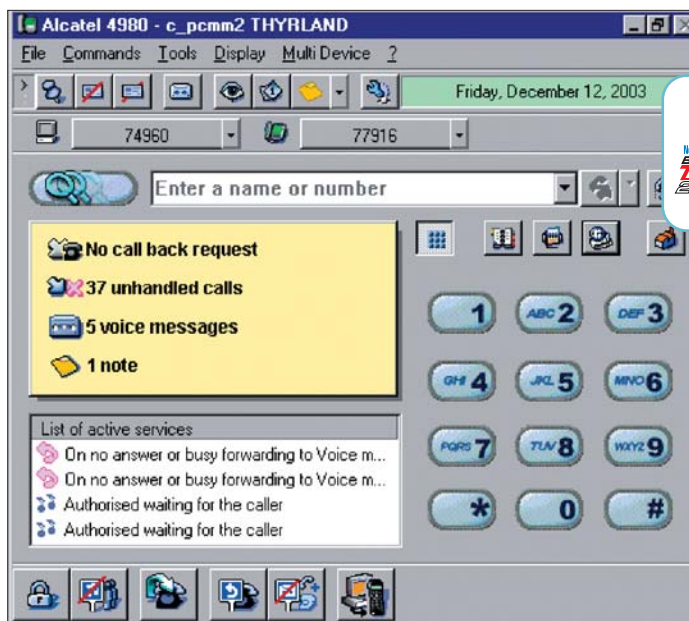 Alcatel 4980 - c_pcmm2 THYRLAND
File Commands Tools Display Multi Device ?
Friday, December 12, 2003
74960 77916
Enter a name or number
No call back request
37 unhandled calls
5 voice messages
1 note
List of active services
On no answer or busy forwarding to Voice m...
On no answer or busy forwarding to Voice m...
Authorised waiting for the caller
Authorised waiting for the caller
1 ABC 2 DEF 3
GHI 4 JKL 5 MNO 6
PQRS 7 TUV 8 WXYZ 9
* 0 #